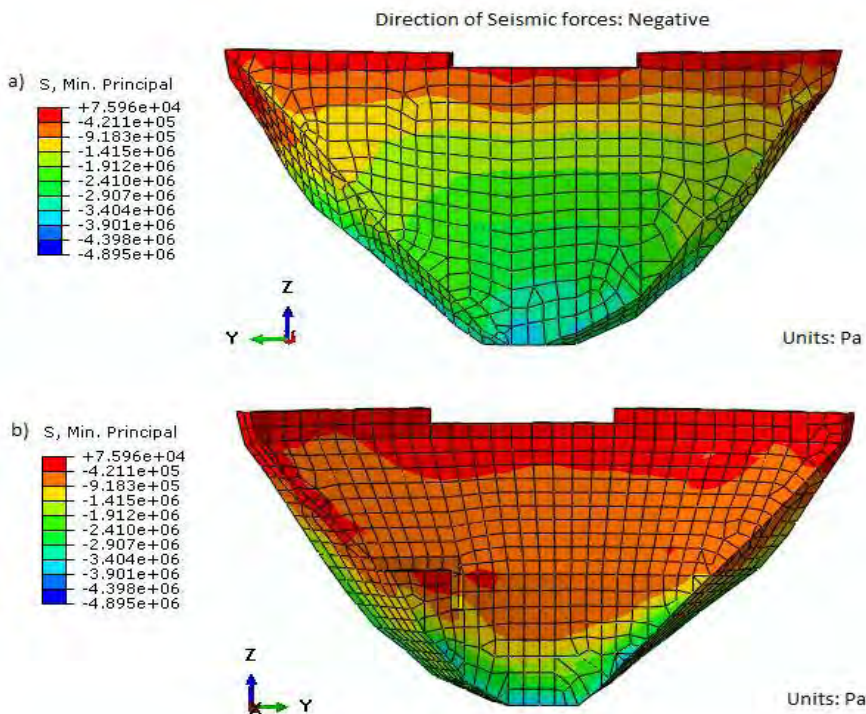 Direction of Seismic forces: Negative
a) S, Min. Principal
+7.596e+04
-4.211e+05
-9.183e+05
-1.415e+06
-1.912e+06
-2.410e+06
-2.907e+06
-3.404e+06
-3.901e+06
-4.398e+06
-4.895e+06
Z
Y
Units: Pa
b) S, Min. Principal
+7.596e+04
-4.211e+05
-9.183e+05
-1.415e+06
-1.912e+06
-2.410e+06
-2.907e+06
-3.404e+06
-3.901e+06
-4.398e+06
-4.895e+06
Z
X Y
Units: Pa